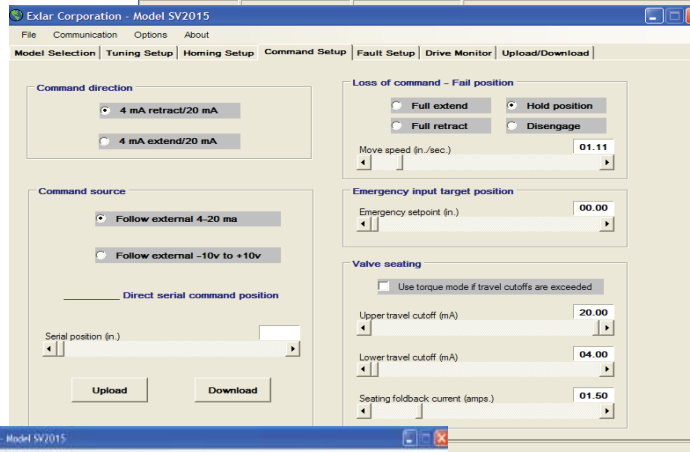 Exlar Corporation - Model SV2015
File Communication Options About
Model Selection Tuning Setup Homing Setup Command Setup Fault Setup Drive Monitor Upload/Download
Command direction
4 mA retract/20 mA
4 mA extend/20 mA
Loss of command - Fail position
Full extend Hold position
Full retract Disengage
Move speed (in./sec.) 01.11
Command source
Follow external 4-20 ma
Follow external -10v to +10v
Direct serial command position
Serial position (in.)
Upload Download
Emergency input target position
Emergency setpoint (in.) 00.00
Valve seating
Use torque mode if travel cutoffs are exceeded
Upper travel cutoff (mA) 20.00
Lower travel cutoff (mA) 04.00
Seating foldback current (amps.) 01.50
- Model SV2015